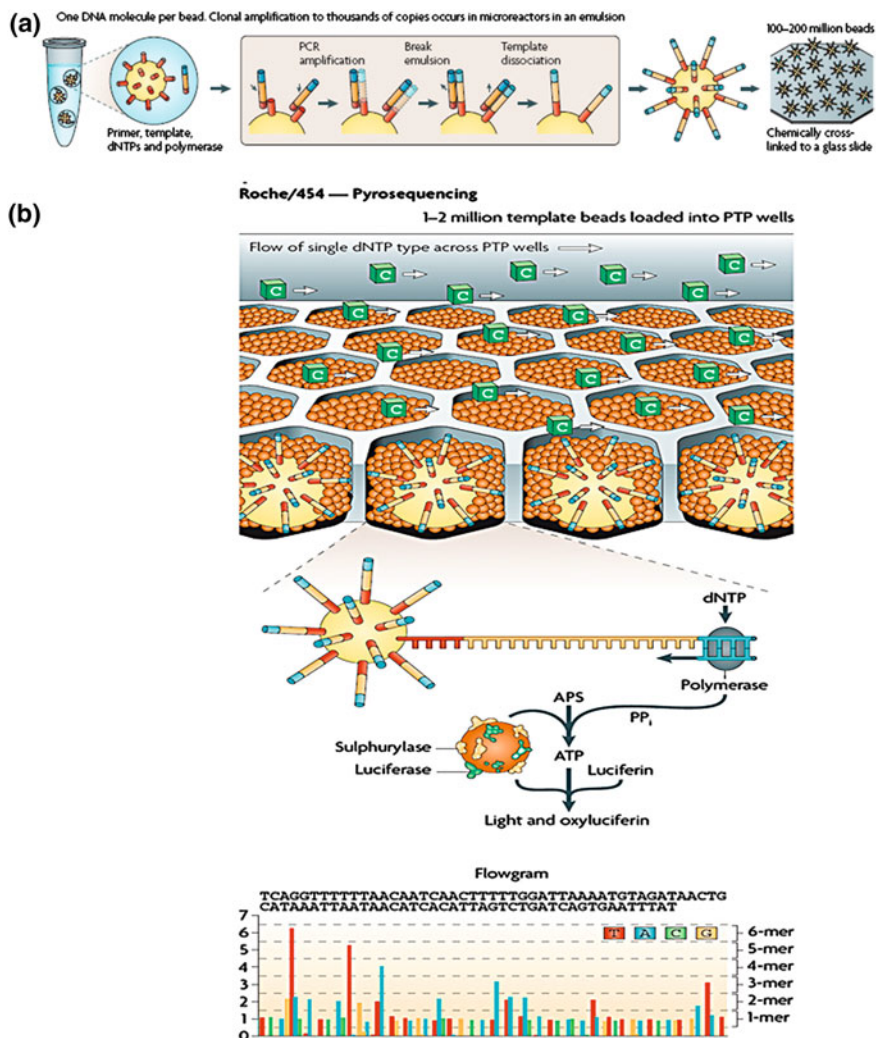 (a)
One DNA molecule per bead. Clonal amplification to thousands of copies occurs in microreactors in an emulsion
PCR amplification
Break emulsion
Template dissociation
100–200 million beads
Primer, template,
dNTPs and polymerase
Chemically cross-
linked to a glass slide
(b)
Roche/454 — Pyrosequencing
1–2 million template beads loaded into PTP wells
Flow of single dNTP type across PTP wells
C C C C C
C C C
C C C
C C C C
C C C
C C
C C
dNTP
Polymerase
APS
PPi
Sulphurylase
Luciferase
ATP
Luciferin
Light and oxyluciferin
Flowgram
TCAGGTTTTTTAACAATCAACTTTTTGGATTAAAATGTAGATAACTG
CATAAATTAATAACATCACATTAGTCTGATCAGTGAATTTAT
T A C G
7
6
5
4
3
2
1
0
6-mer
5-mer
4-mer
3-mer
2-mer
1-mer